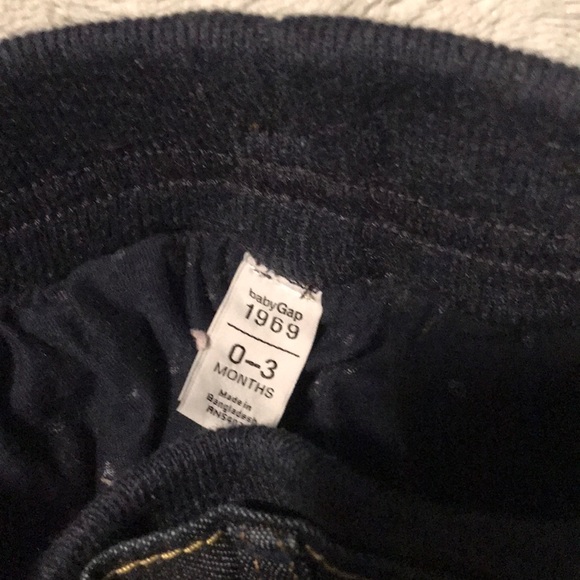 babyGap
1969
0–3
MONTHS
Made in
Bangladesh